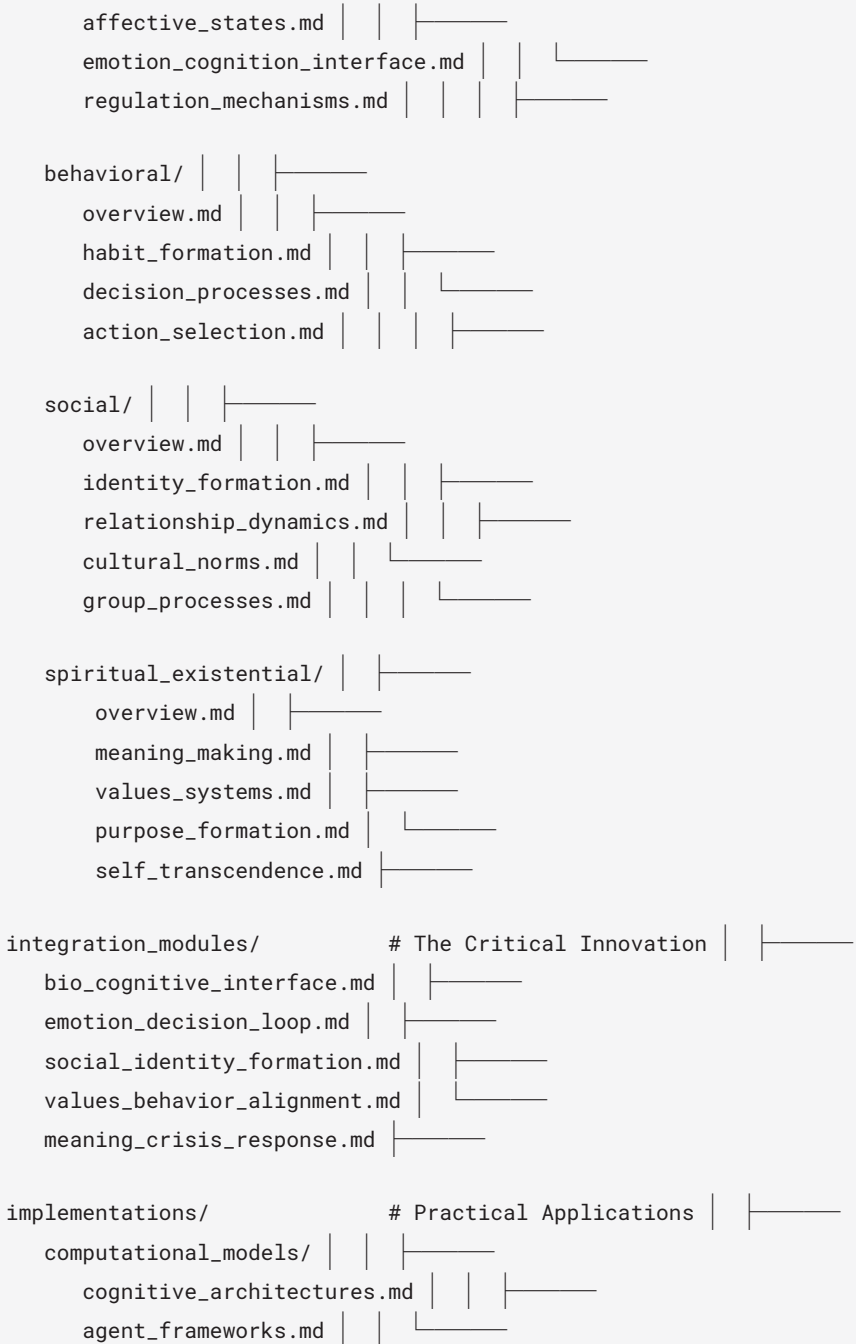 affective_states.md │ │ ├──
emotion_cognition_interface.md │ │ └──
regulation_mechanisms.md │ │ │ ├──
behavioral/ │ │ ├──
overview.md │ │ ├──
habit_formation.md │ │ ├──
decision_processes.md │ │ └──
action_selection.md │ │ │ ├──
social/ │ │ ├──
overview.md │ │ ├──
identity_formation.md │ │ ├──
relationship_dynamics.md │ │ ├──
cultural_norms.md │ │ └──
group_processes.md │ │ │ └──
spiritual_existential/ │ ├──
overview.md │ ├──
meaning_making.md │ ├──
values_systems.md │ ├──
purpose_formation.md │ └──
self_transcendence.md ├──
integration_modules/ # The Critical Innovation │ ├──
bio_cognitive_interface.md │ ├──
emotion_decision_loop.md │ ├──
social_identity_formation.md │ ├──
values_behavior_alignment.md │ └──
meaning_crisis_response.md ├──
implementations/ # Practical Applications │ ├──
computational_models/ │ │ ├──
cognitive_architectures.md │ │ ├──
agent_frameworks.md │ │ └──